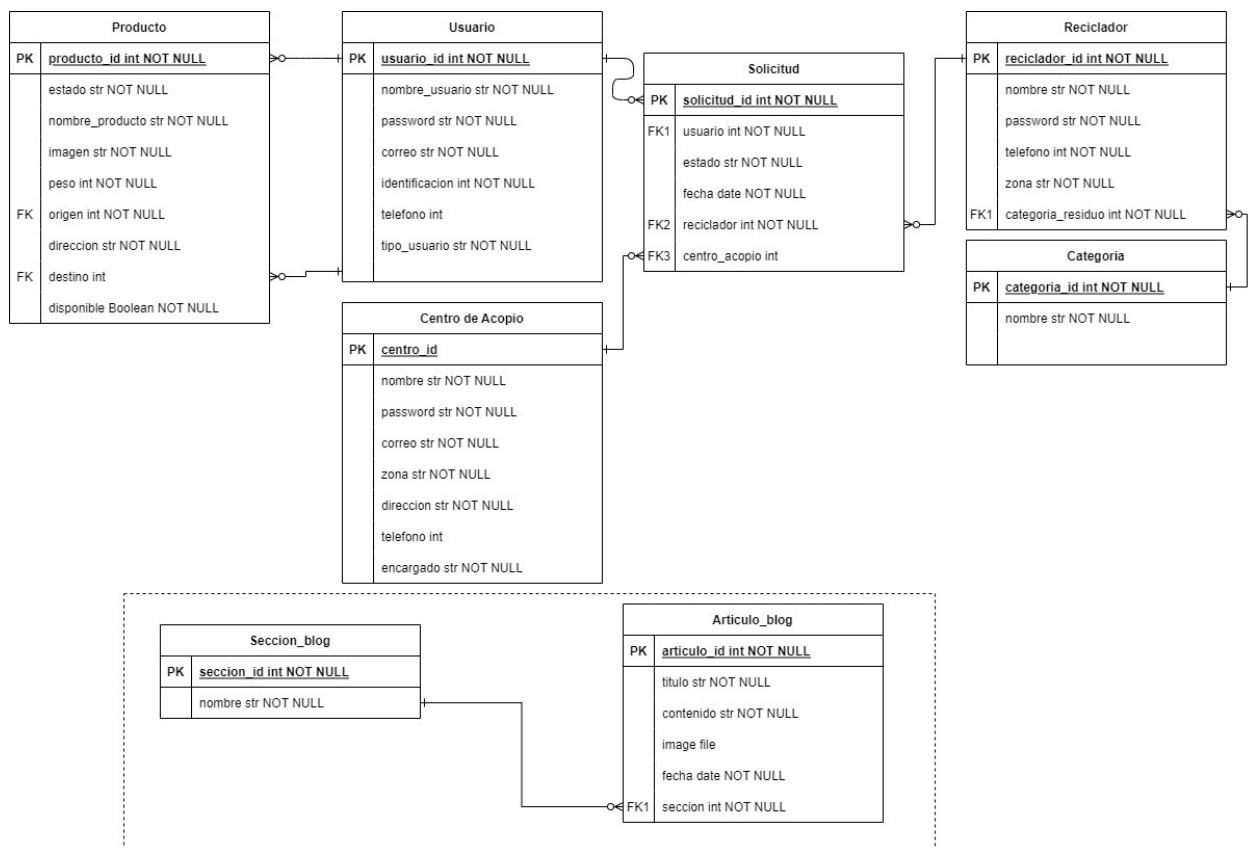 Producto
PK producto_id int NOT NULL
estado str NOT NULL
nombre_producto str NOT NULL
imagen str NOT NULL
peso int NOT NULL
FK origen int NOT NULL
direccion str NOT NULL
FK destino int
disponible Boolean NOT NULL
Usuario
PK usuario_id int NOT NULL
nombre_usuario str NOT NULL
password str NOT NULL
correo str NOT NULL
identificacion int NOT NULL
telefono int
tipo_usuario str NOT NULL
Solicitud
PK solicitud_id int NOT NULL
FK1 usuario int NOT NULL
estado str NOT NULL
fecha date NOT NULL
FK2 reciclador int NOT NULL
FK3 centro_acopio int
Reciclador
PK reciclador_id int NOT NULL
nombre str NOT NULL
password str NOT NULL
telefono int NOT NULL
zona str NOT NULL
FK1 categoria_residuo int NOT NULL
Categoria
PK categoria_id int NOT NULL
nombre str NOT NULL
Centro de Acopio
PK centro_id
nombre str NOT NULL
password str NOT NULL
correo str NOT NULL
zona str NOT NULL
direccion str NOT NULL
telefono int
encargado str NOT NULL
Seccion_blog
PK seccion_id int NOT NULL
nombre str NOT NULL
Articulo_blog
PK articulo_id int NOT NULL
titulo str NOT NULL
contenido str NOT NULL
image file
fecha date NOT NULL
FK1 seccion int NOT NULL